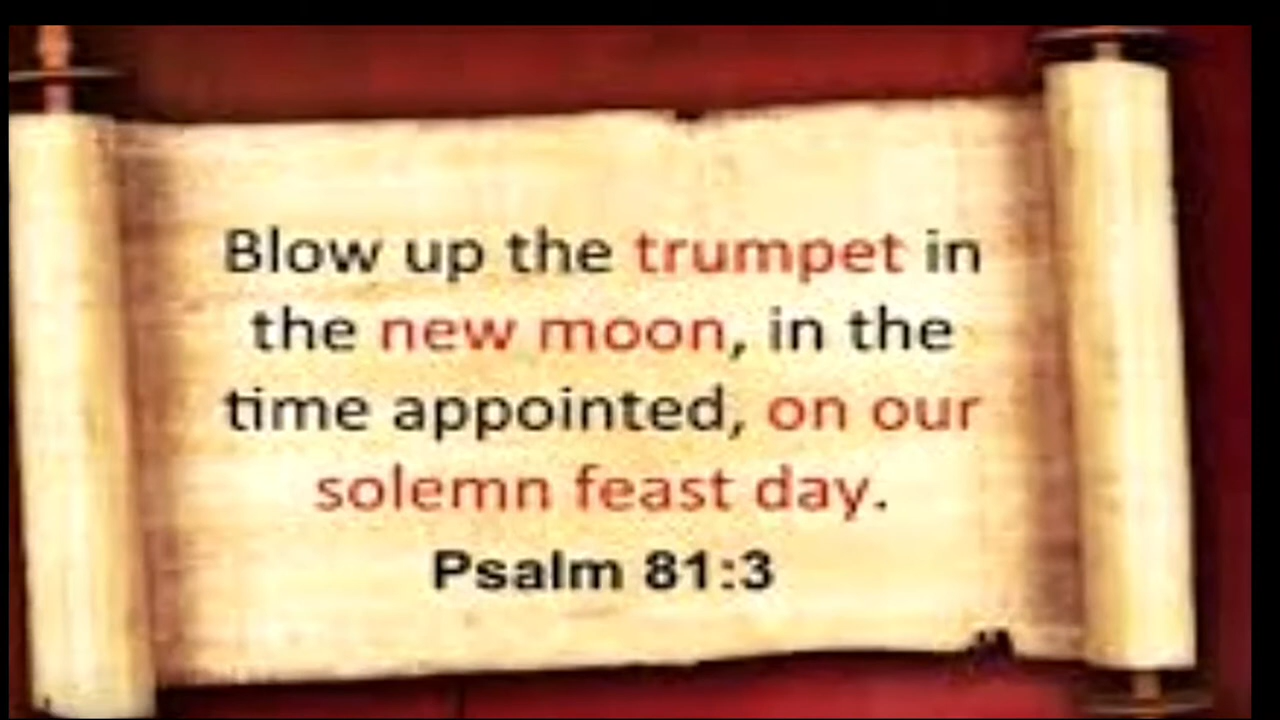 Blow up the trumpet in
the new moon, in the
time appointed, on our
solemn feast day.
Psalm 81:3